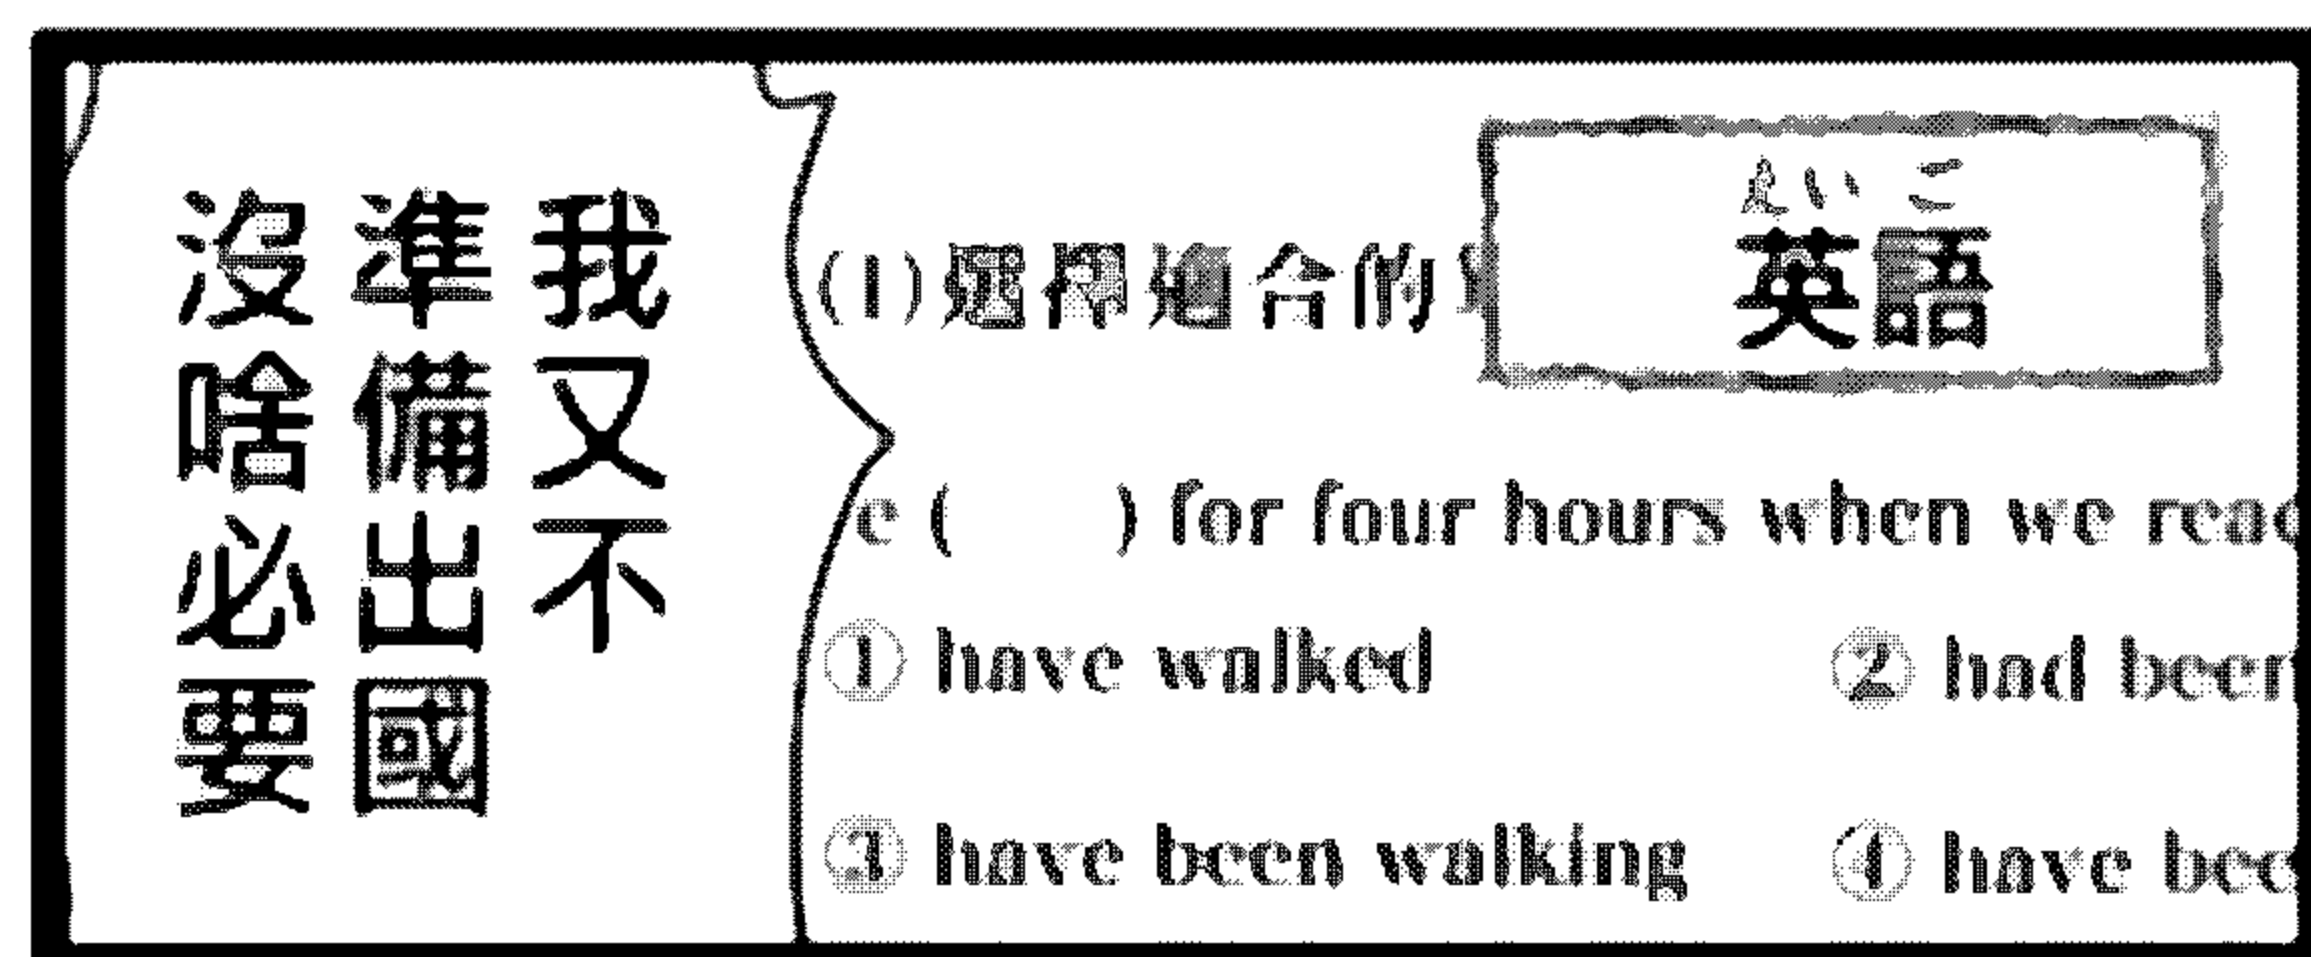 我又不
準備出國
沒啥必要
えいご
英語
(1)選擇適合的
e ( ) for four hours when we read
① have walked
② had been
③ have been walking
④ have bee